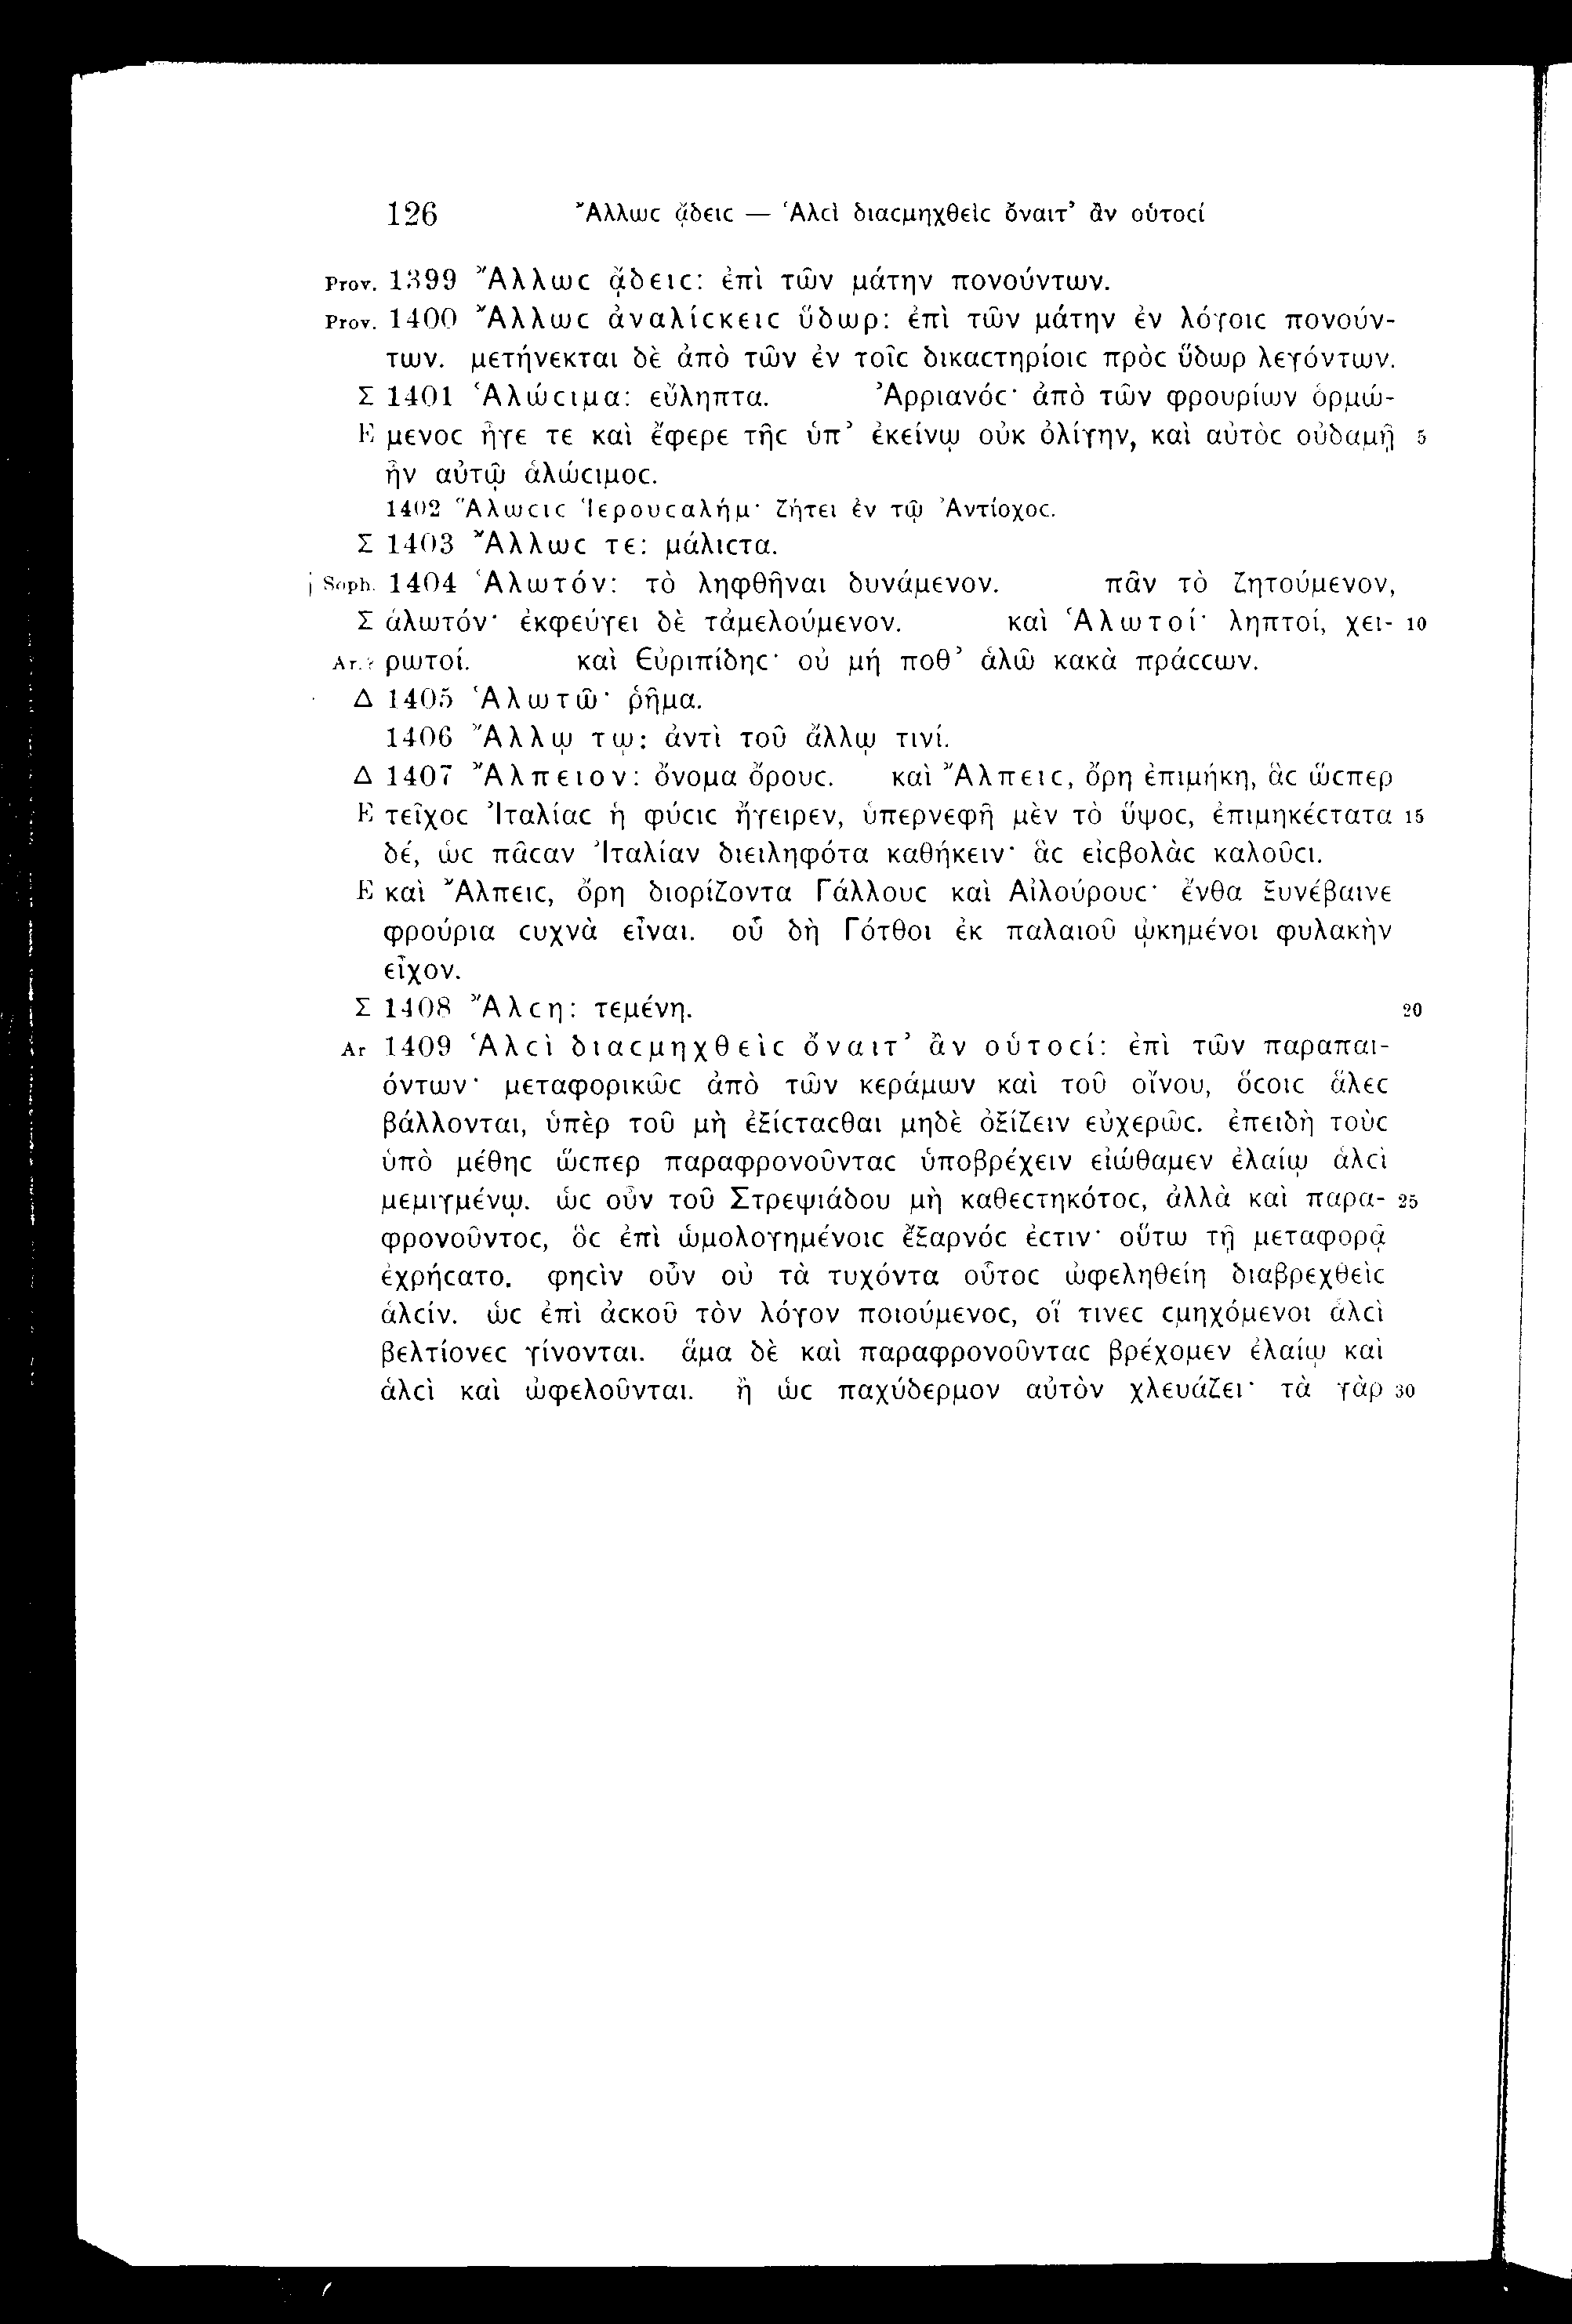 126 Ἄλλωϲ ᾄδειϲ — Ἁλϲὶ διαϲμηχθεὶϲ ὄναιτ’ ἂν οὑτοϲί
Prov. 1399 Ἄλλωϲ ᾄδειϲ: ἐπὶ τῶν μάτην πονούντων.
Prov. 1400 Ἄλλωϲ ἀναλίϲκειϲ ὕδωρ: ἐπὶ τῶν μάτην ἐν λόγοιϲ πονούν-
των. μετήνεκται δὲ ἀπὸ τῶν ἐν τοῖϲ δικαϲτηρίοιϲ πρὸϲ ὕδωρ λεγόντων.
Σ 1401 Ἁλώϲιμα: εὔληπτα. Ἀρριανόϲ· ἀπὸ τῶν φρουρίων ὁρμώ-
E μενοϲ ἦγε τε καὶ ἔφερε τῆϲ ὑπ’ ἐκείνῳ οὐκ ὀλίγην, καὶ αὐτὸϲ οὐδαμῇ 5
ἦν αὐτῷ ἁλώϲιμοϲ.
1402 Ἅλωϲιϲ Ἱερουϲαλήμ· ζήτει ἐν τῷ Ἀντίοχοϲ.
Σ 1403 Ἄλλωϲ τε: μάλιϲτα.
j Soph. 1404 Ἁλωτόν: τὸ ληφθῆναι δυνάμενον. πᾶν τὸ ζητούμενον,
Σ ἁλωτόν· ἐκφεύγει δὲ τἀμελούμενον. καὶ Ἁλωτοί· ληπτοί, χει- 10
Ar.? ρωτοί. καὶ Εὐριπίδηϲ· οὐ μή ποθ’ ἁλῶ κακὰ πράϲϲων.
Δ 1405 Ἁλωτῶ· ῥῆμα.
1406 Ἄλλῳ τῳ: ἀντὶ τοῦ ἄλλῳ τινί.
Δ 1407 Ἄλπειον: ὄνομα ὄρουϲ. καὶ Ἄλπειϲ, ὄρη ἐπιμήκη, ἃϲ ὥϲπερ
E τεῖχοϲ Ἰταλίαϲ ἡ φύϲιϲ ἤγειρεν, ὑπερνεφῆ μὲν τὸ ὕψοϲ, ἐπιμηκέϲτατα 15
δέ, ὡϲ πᾶϲαν Ἰταλίαν διειληφότα καθήκειν· ἃϲ εἰϲβολὰϲ καλοῦϲι.
E καὶ Ἄλπειϲ, ὄρη διορίζοντα Γάλλουϲ καὶ Αἰλούρουϲ· ἔνθα ξυνέβαινε
φρούρια ϲυχνὰ εἶναι. οὗ δὴ Γότθοι ἐκ παλαιοῦ ᾠκημένοι φυλακὴν
εἶχον.
Σ 1408 Ἄλϲη: τεμένη. 20
Ar 1409 Ἁλϲὶ διαϲμηχθεὶϲ ὄναιτ’ ἂν οὑτοϲί: ἐπὶ τῶν παραπαι-
όντων· μεταφορικῶϲ ἀπὸ τῶν κεράμων καὶ τοῦ οἴνου, ὅϲοιϲ ἅλεϲ
βάλλονται, ὑπὲρ τοῦ μὴ ἐξίϲταϲθαι μηδὲ ὀξίζειν εὐχερῶϲ. ἐπειδὴ τοὺϲ
ὑπὸ μέθηϲ ὥϲπερ παραφρονοῦνταϲ ὑποβρέχειν εἰώθαμεν ἐλαίῳ ἁλϲὶ
μεμιγμένῳ. ὡϲ οὖν τοῦ Στρεψιάδου μὴ καθεϲτηκότοϲ, ἀλλὰ καὶ παρα- 25
φρονοῦντοϲ, ὃϲ ἐπὶ ὡμολογημένοιϲ ἔξαρνόϲ ἐϲτιν· οὕτω τῇ μεταφορᾷ
ἐχρήϲατο. φηϲὶν οὖν οὐ τὰ τυχόντα οὗτοϲ ὠφεληθείη διαβρεχθεὶϲ
ἁλϲίν. ὡϲ ἐπὶ ἀϲκοῦ τὸν λόγον ποιούμενοϲ, οἵ τινεϲ ϲμηχόμενοι ἁλϲὶ
βελτίονεϲ γίνονται. ἅμα δὲ καὶ παραφρονοῦνταϲ βρέχομεν ἐλαίῳ καὶ
ἁλϲὶ καὶ ὠφελοῦνται. ἢ ὡϲ παχύδερμον αὐτὸν χλευάζει· τὰ γὰρ 30